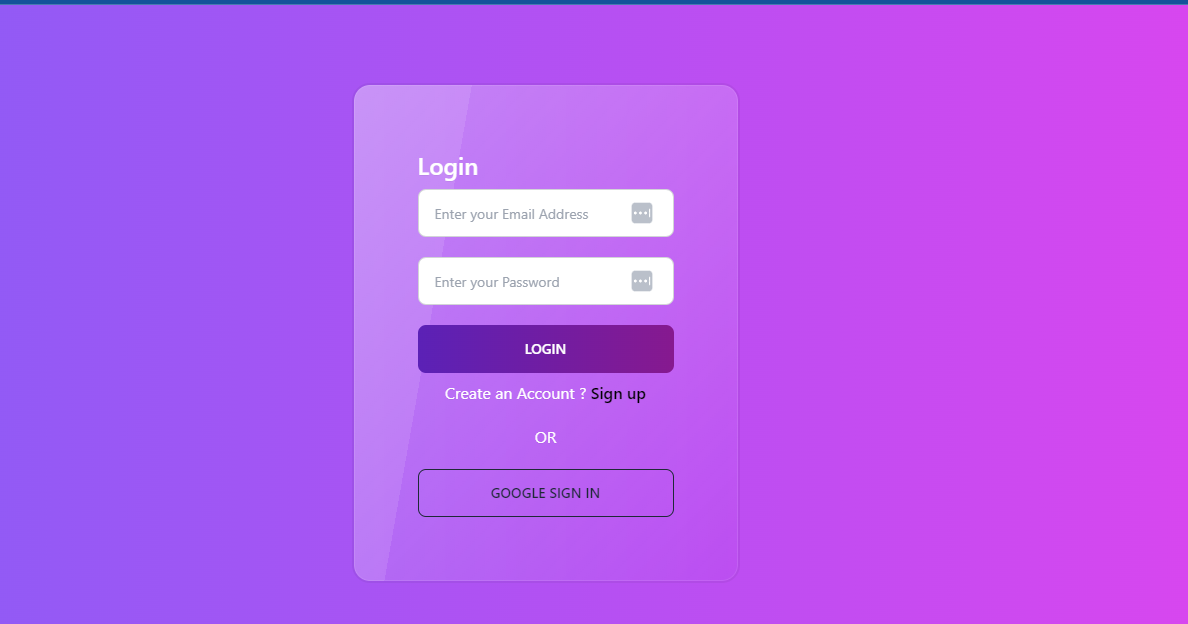 Login
Enter your Email Address
Enter your Password
LOGIN
Create an Account ? Sign up
OR
GOOGLE SIGN IN